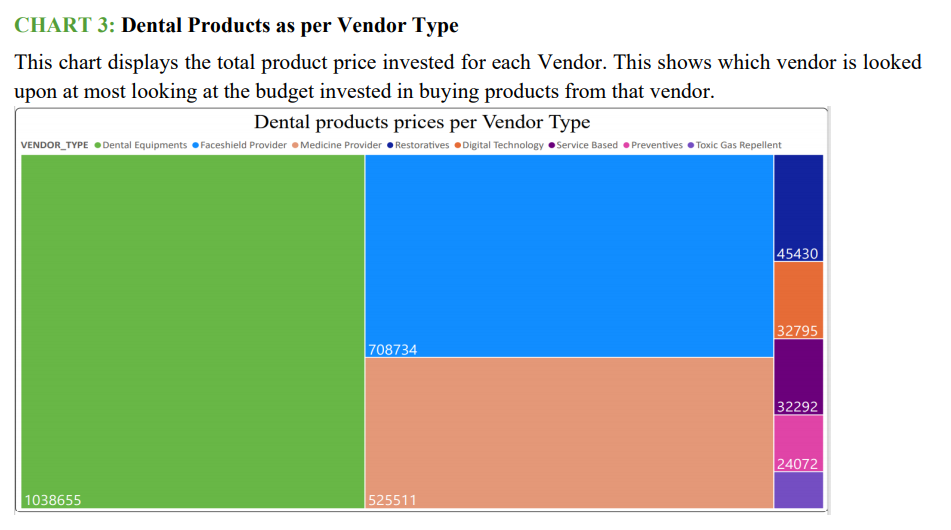 CHART 3: Dental Products as per Vendor Type
This chart displays the total product price invested for each Vendor. This shows which vendor is looked
upon at most looking at the budget invested in buying products from that vendor.
Dental products prices per Vendor Type
VENDOR_TYPE Dental Equipments Faceshield Provider Medicine Provider Restoratives Digital Technology Service Based Preventives Toxic Gas Repellent
45430
32795
708734
32292
24072
1038655
525511